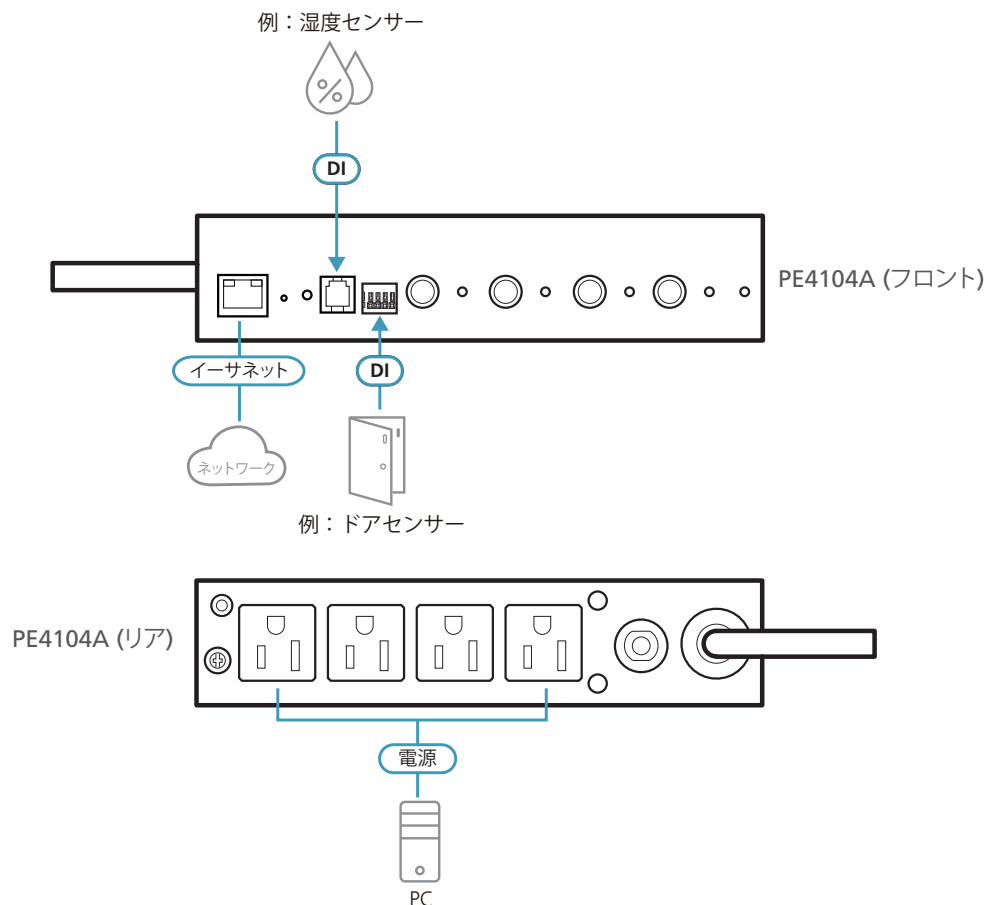 例：湿度センサー
DI
PE4104A (フロント)
イーサネット
DI
ネットワーク
例：ドアセンサー
PE4104A (リア)
電源
PC